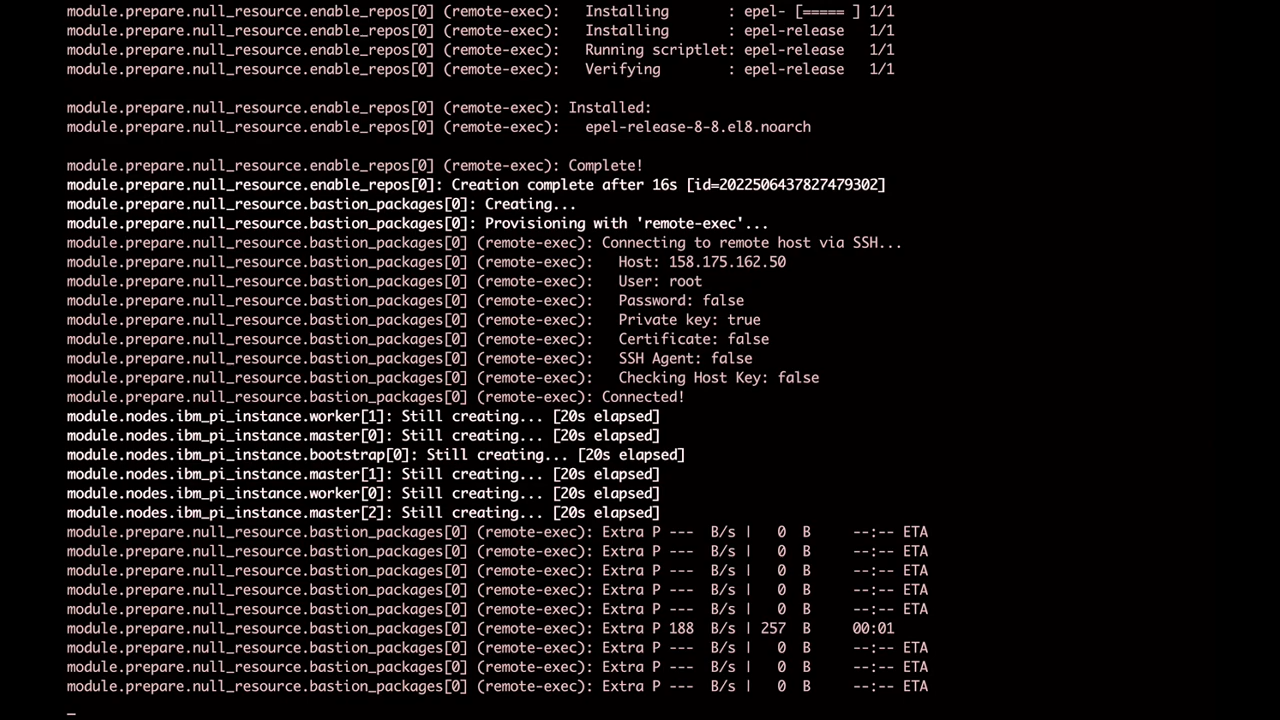 module.prepare.null_resource.enable_repos[0] (remote-exec):   Installing       : epel- [===== ] 1/1
module.prepare.null_resource.enable_repos[0] (remote-exec):   Installing       : epel-release   1/1
module.prepare.null_resource.enable_repos[0] (remote-exec):   Running scriptlet: epel-release   1/1
module.prepare.null_resource.enable_repos[0] (remote-exec):   Verifying        : epel-release   1/1
module.prepare.null_resource.enable_repos[0] (remote-exec): Installed:
module.prepare.null_resource.enable_repos[0] (remote-exec):   epel-release-8-8.el8.noarch
module.prepare.null_resource.enable_repos[0] (remote-exec): Complete!
module.prepare.null_resource.enable_repos[0]: Creation complete after 16s [id=2022506437827479302]
module.prepare.null_resource.bastion_packages[0]: Creating...
module.prepare.null_resource.bastion_packages[0]: Provisioning with 'remote-exec'...
module.prepare.null_resource.bastion_packages[0] (remote-exec): Connecting to remote host via SSH...
module.prepare.null_resource.bastion_packages[0] (remote-exec):   Host: 158.175.162.50
module.prepare.null_resource.bastion_packages[0] (remote-exec):   User: root
module.prepare.null_resource.bastion_packages[0] (remote-exec):   Password: false
module.prepare.null_resource.bastion_packages[0] (remote-exec):   Private key: true
module.prepare.null_resource.bastion_packages[0] (remote-exec):   Certificate: false
module.prepare.null_resource.bastion_packages[0] (remote-exec):   SSH Agent: false
module.prepare.null_resource.bastion_packages[0] (remote-exec):   Checking Host Key: false
module.prepare.null_resource.bastion_packages[0] (remote-exec): Connected!
module.nodes.ibm_pi_instance.worker[1]: Still creating... [20s elapsed]
module.nodes.ibm_pi_instance.master[0]: Still creating... [20s elapsed]
module.nodes.ibm_pi_instance.bootstrap[0]: Still creating... [20s elapsed]
module.nodes.ibm_pi_instance.master[1]: Still creating... [20s elapsed]
module.nodes.ibm_pi_instance.worker[0]: Still creating... [20s elapsed]
module.nodes.ibm_pi_instance.master[2]: Still creating... [20s elapsed]
module.prepare.null_resource.bastion_packages[0] (remote-exec): Extra P ---  B/s |   0  B     --:-- ETA
module.prepare.null_resource.bastion_packages[0] (remote-exec): Extra P ---  B/s |   0  B     --:-- ETA
module.prepare.null_resource.bastion_packages[0] (remote-exec): Extra P ---  B/s |   0  B     --:-- ETA
module.prepare.null_resource.bastion_packages[0] (remote-exec): Extra P ---  B/s |   0  B     --:-- ETA
module.prepare.null_resource.bastion_packages[0] (remote-exec): Extra P ---  B/s |   0  B     --:-- ETA
module.prepare.null_resource.bastion_packages[0] (remote-exec): Extra P 188  B/s | 257  B     00:01
module.prepare.null_resource.bastion_packages[0] (remote-exec): Extra P ---  B/s |   0  B     --:-- ETA
module.prepare.null_resource.bastion_packages[0] (remote-exec): Extra P ---  B/s |   0  B     --:-- ETA
module.prepare.null_resource.bastion_packages[0] (remote-exec): Extra P ---  B/s |   0  B     --:-- ETA